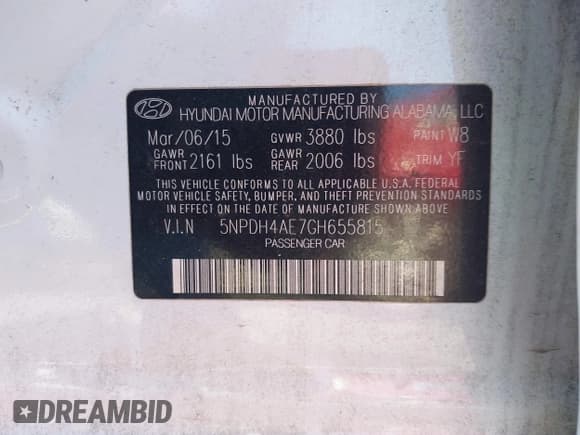 MANUFACTURED BY
HYUNDAI MOTOR MANUFACTURING ALABAMA, LLC
Mar/06/15 GVWR 3880 lbs PAINT W8
GAWR FRONT 2161 lbs GAWR REAR 2006 lbs TRIM YF
THIS VEHICLE CONFORMS TO ALL APPLICABLE U.S.A. FEDERAL
MOTOR VEHICLE SAFETY, BUMPER, AND THEFT PREVENTION STANDARDS
IN EFFECT ON THE DATE OF MANUFACTURE SHOWN ABOVE
V.I.N 5NPDH4AE7GH655815
PASSENGER CAR
DREAMBID